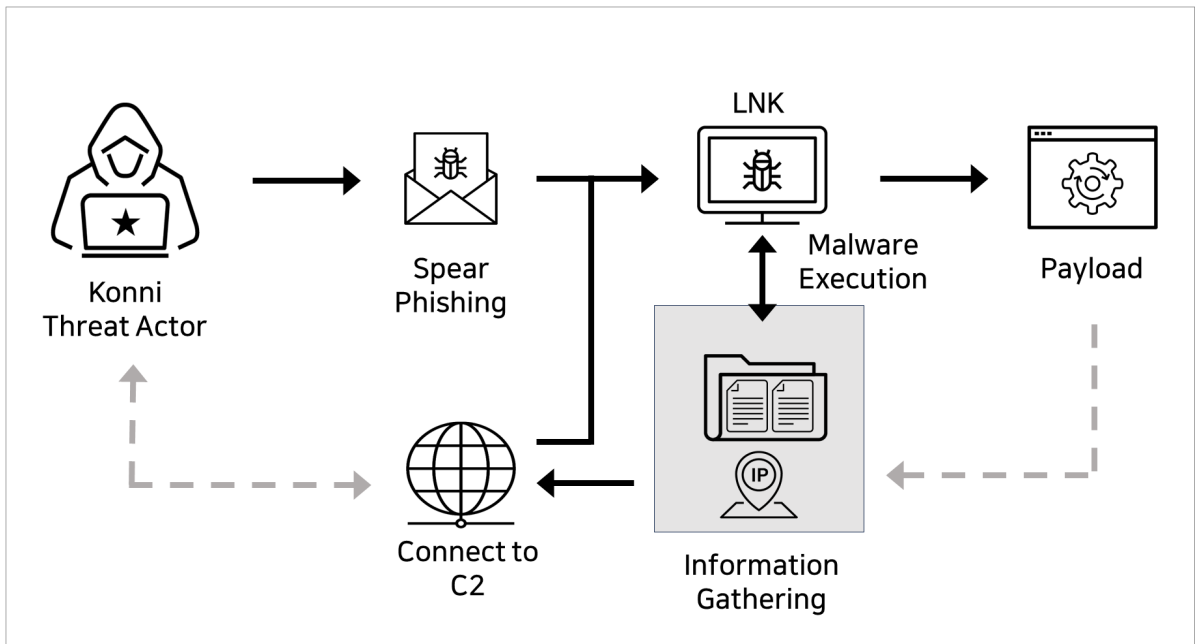 LNK
Konni
Threat Actor
Spear
Phishing
Malware
Execution
Payload
IP
Connect to
C2
Information
Gathering